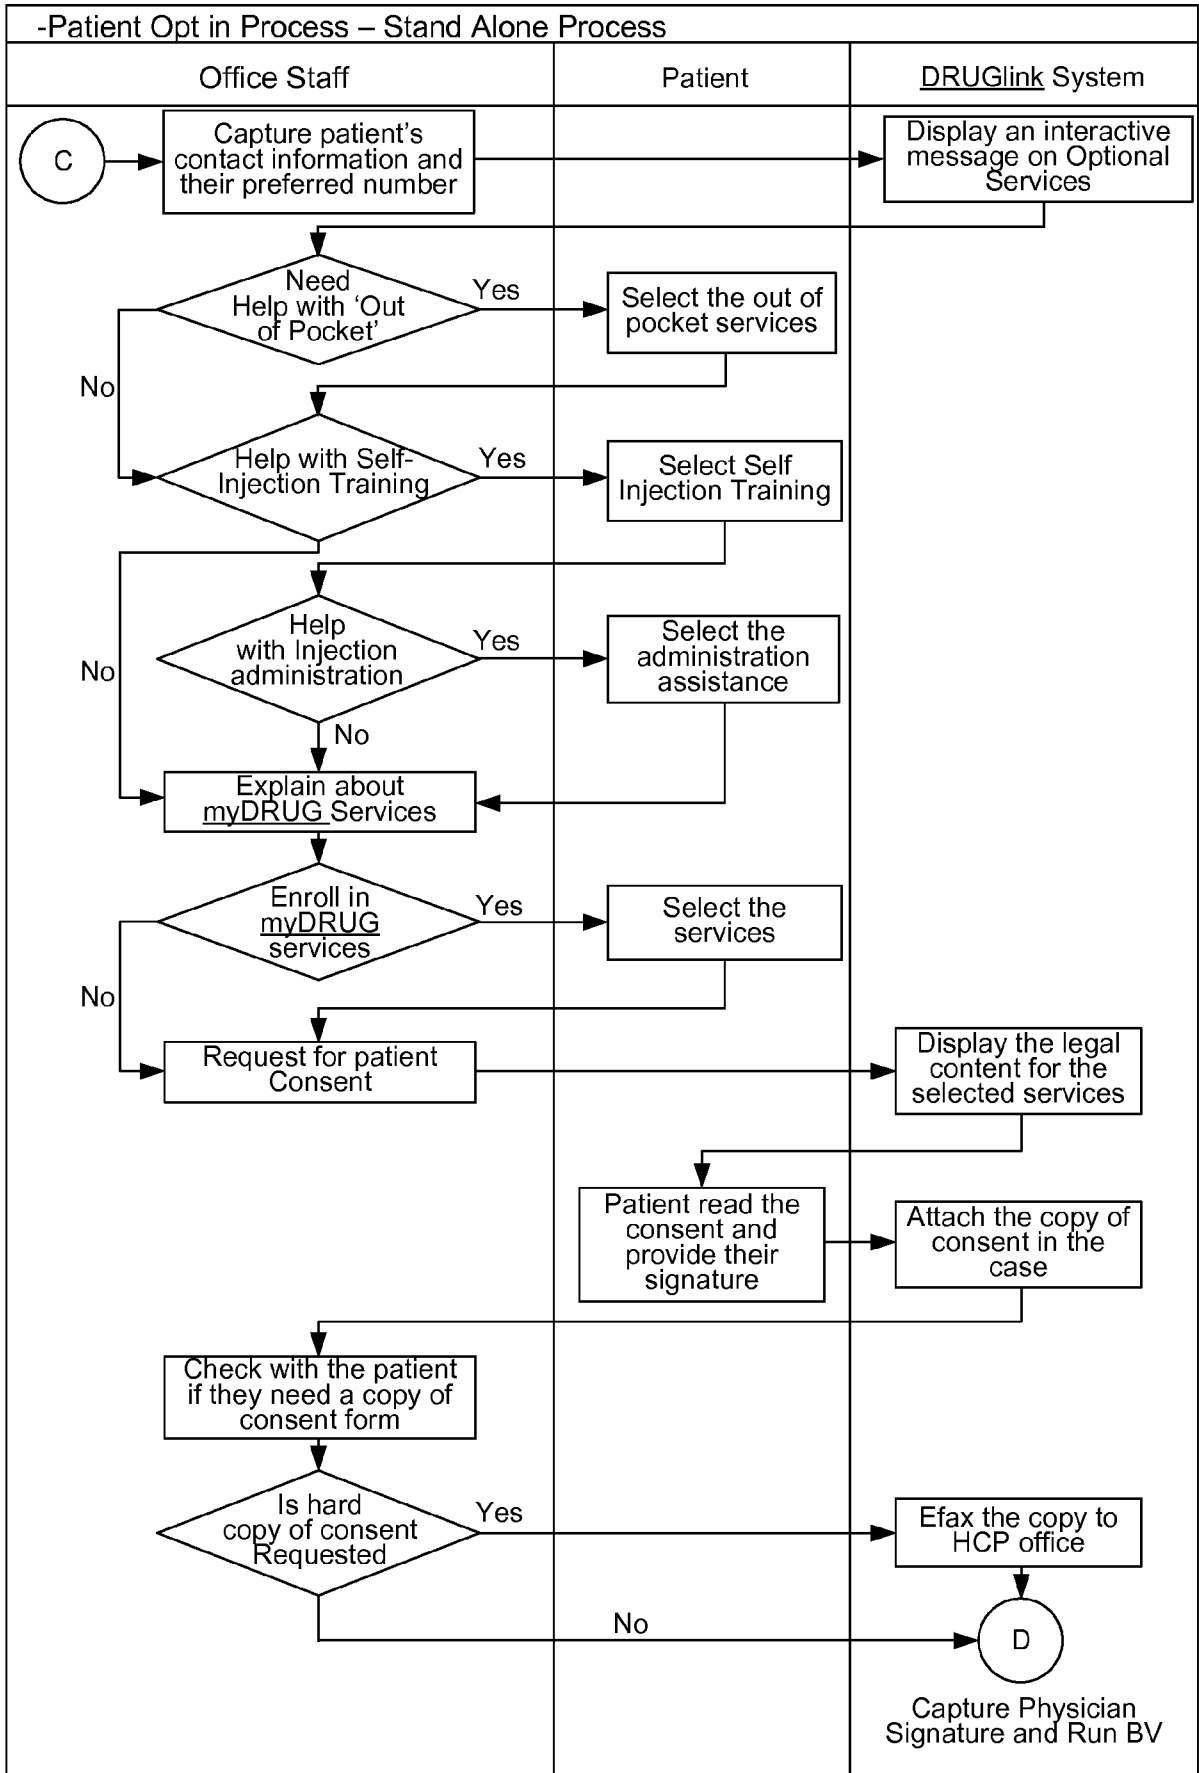 -Patient Opt in Process – Stand Alone Process
Office Staff
Patient
DRUGlink System
C
Capture patient's
contact information and
their preferred number
Display an interactive
message on Optional
Services
Need
Help with 'Out
of Pocket'
Yes
Select the out of
pocket services
No
Help with Self-
Injection Training
Yes
Select Self
Injection Training
Help
with Injection
administration
Yes
Select the
administration
assistance
No
No
Explain about
myDRUG Services
Enroll in
myDRUG
services
Yes
Select the
services
No
Request for patient
Consent
Display the legal
content for the
selected services
Patient read the
consent and
provide their
signature
Attach the copy of
consent in the
case
Check with the patient
if they need a copy of
consent form
Is hard
copy of consent
Requested
Yes
Efax the copy to
HCP office
No
D
Capture Physician
Signature and Run BV